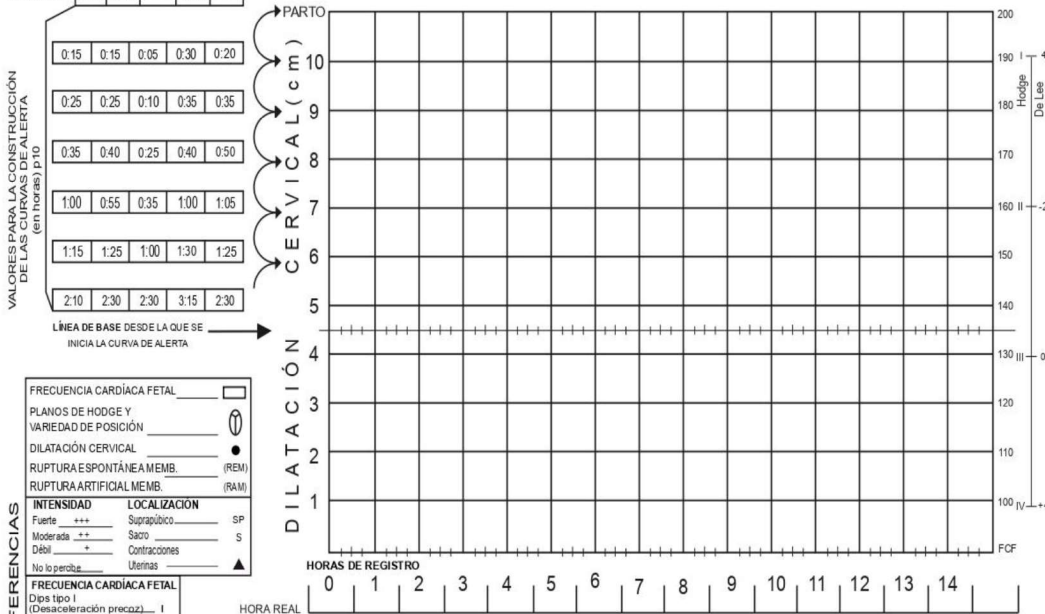 VALORES PARA LA CONSTRUCCIÓN
DE LAS CURVAS DE ALERTA
(en horas) p10
0:15 0:15 0:05 0:30 0:20
0:25 0:25 0:10 0:35 0:35
0:35 0:40 0:25 0:40 0:50
1:00 0:55 0:35 1:00 1:05
1:15 1:25 1:00 1:30 1:25
2:10 2:30 2:30 3:15 2:30
LÍNEA DE BASE DESDE LA QUE SE
INICIA LA CURVA DE ALERTA
DILATACIÓN CERVICAL (cm)
PARTO
10
9
8
7
6
5
4
3
2
1
200
190 I
180
170
160 II -2
150
140
130 III 0
120
110
100 IV
FCF
Hodge
De Lee
FRECUENCIA CARDÍACA FETAL
PLANOS DE HODGE Y
VARIEDAD DE POSICIÓN
DILATACIÓN CERVICAL
RUPTURA ESPONTÁNEA MEMB. (REM)
RUPTURA ARTIFICIAL MEMB. (RAM)
INTENSIDAD LOCALIZACIÓN
Fuerte +++ Suprapúbico SP
Moderada ++ Sacro S
Débil + Contracciones
No lo percibe Uterinas
FRECUENCIA CARDÍACA FETAL
Dips tipo I
(Desaceleración precoz) I
HORAS DE REGISTRO
0 1 2 3 4 5 6 7 8 9 10 11 12 13 14
HORA REAL